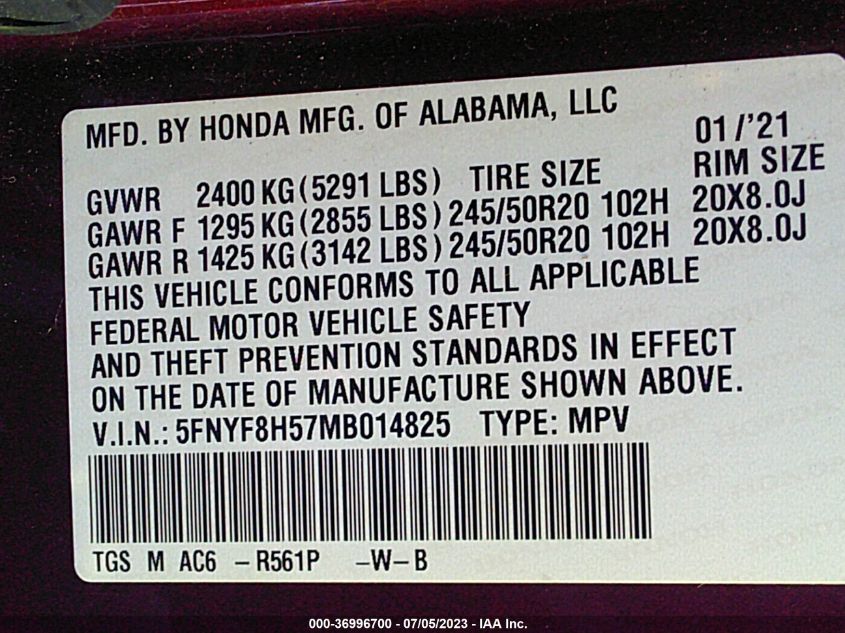 MFD. BY HONDA MFG. OF ALABAMA, LLC
01/'21
GVWR 2400 KG(5291 LBS) TIRE SIZE RIM SIZE
GAWR F 1295 KG(2855 LBS) 245/50R20 102H 20X8.0J
GAWR R 1425 KG(3142 LBS) 245/50R20 102H 20X8.0J
THIS VEHICLE CONFORMS TO ALL APPLICABLE
FEDERAL MOTOR VEHICLE SAFETY
AND THEFT PREVENTION STANDARDS IN EFFECT
ON THE DATE OF MANUFACTURE SHOWN ABOVE.
V.I.N.: 5FNYF8H57MB014825 TYPE: MPV
TGS M AC6 -R561P -W-B
000-36996700 - 07/05/2023 - IAA Inc.